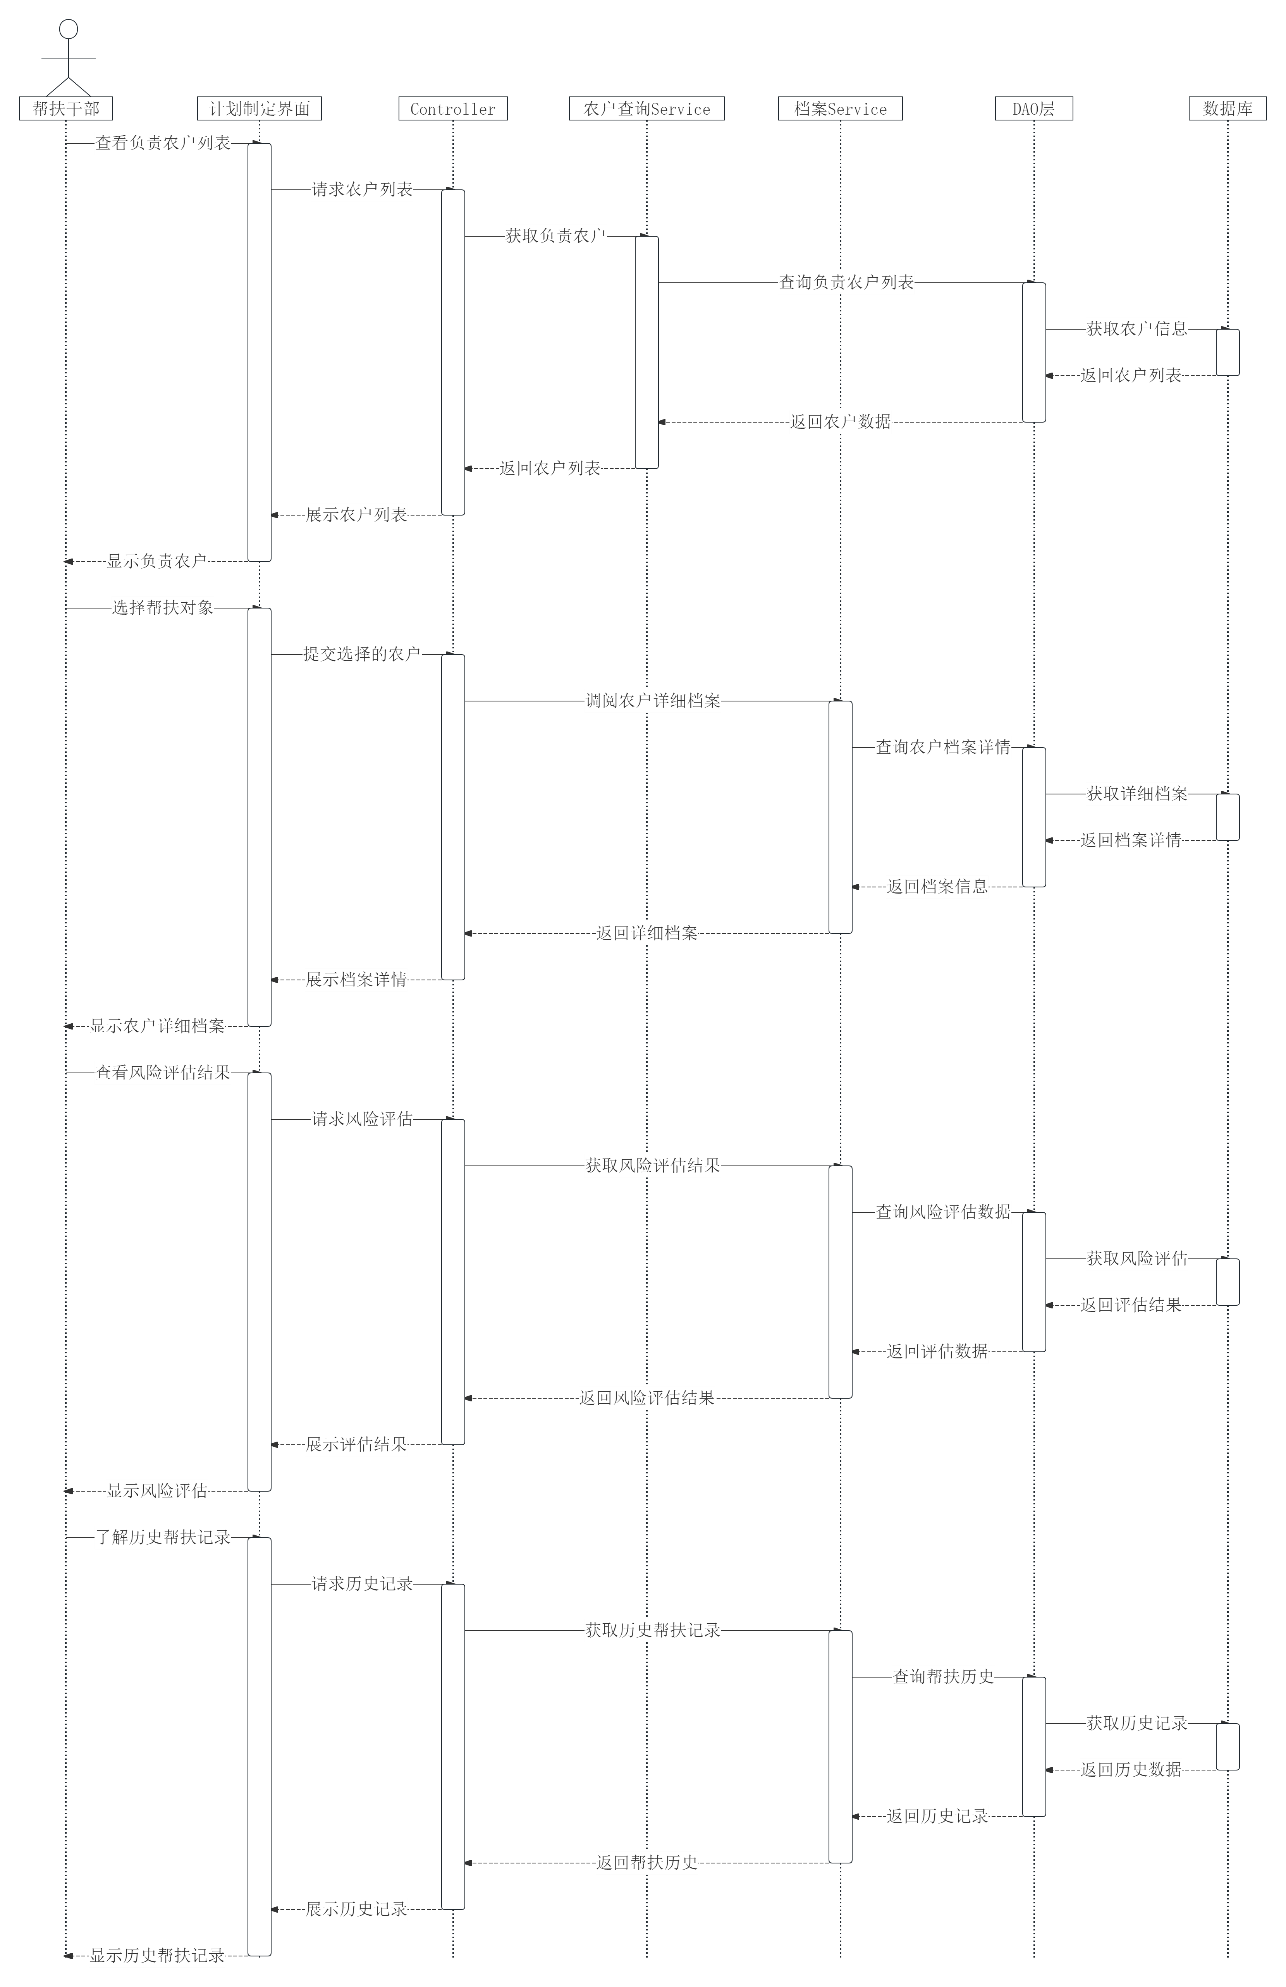 帮扶干部
计划制定界面
Controller
农户查询Service
档案Service
DAO层
数据库
查看负责农户列表
请求农户列表
获取负责农户
查询负责农户列表
获取农户信息
返回农户列表
返回农户数据
返回农户列表
展示农户列表
显示负责农户
选择帮扶对象
提交选择的农户
调阅农户详细档案
查询农户档案详情
获取详细档案
返回档案详情
返回档案信息
返回详细档案
展示档案详情
显示农户详细档案
查看风险评估结果
请求风险评估
获取风险评估结果
查询风险评估数据
获取风险评估
返回评估结果
返回评估数据
返回风险评估结果
展示评估结果
显示风险评估
了解历史帮扶记录
请求历史记录
获取历史帮扶记录
查询帮扶历史
获取历史记录
返回历史数据
返回历史记录
返回帮扶历史
展示历史记录
显示历史帮扶记录